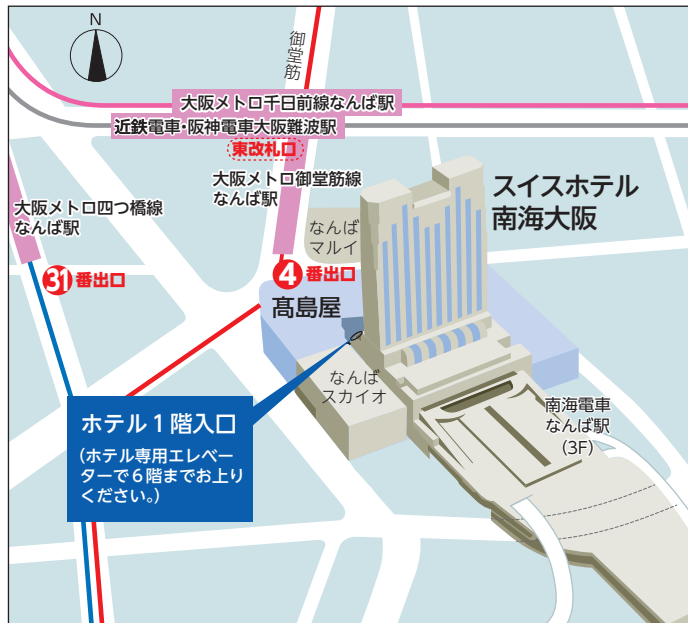 N
御堂筋
大阪メトロ千日前線なんば駅
近鉄電車・阪神電車大阪難波駅
東改札口
大阪メトロ御堂筋線
なんば駅
スイスホテル
南海大阪
大阪メトロ四つ橋線
なんば駅
なんば
マルイ
31番出口
4番出口
髙島屋
なんば
スカイオ
ホテル1階入口
(ホテル専用エレベー
ターで6階までお上り
ください。)
南海電車
なんば駅
(3F)